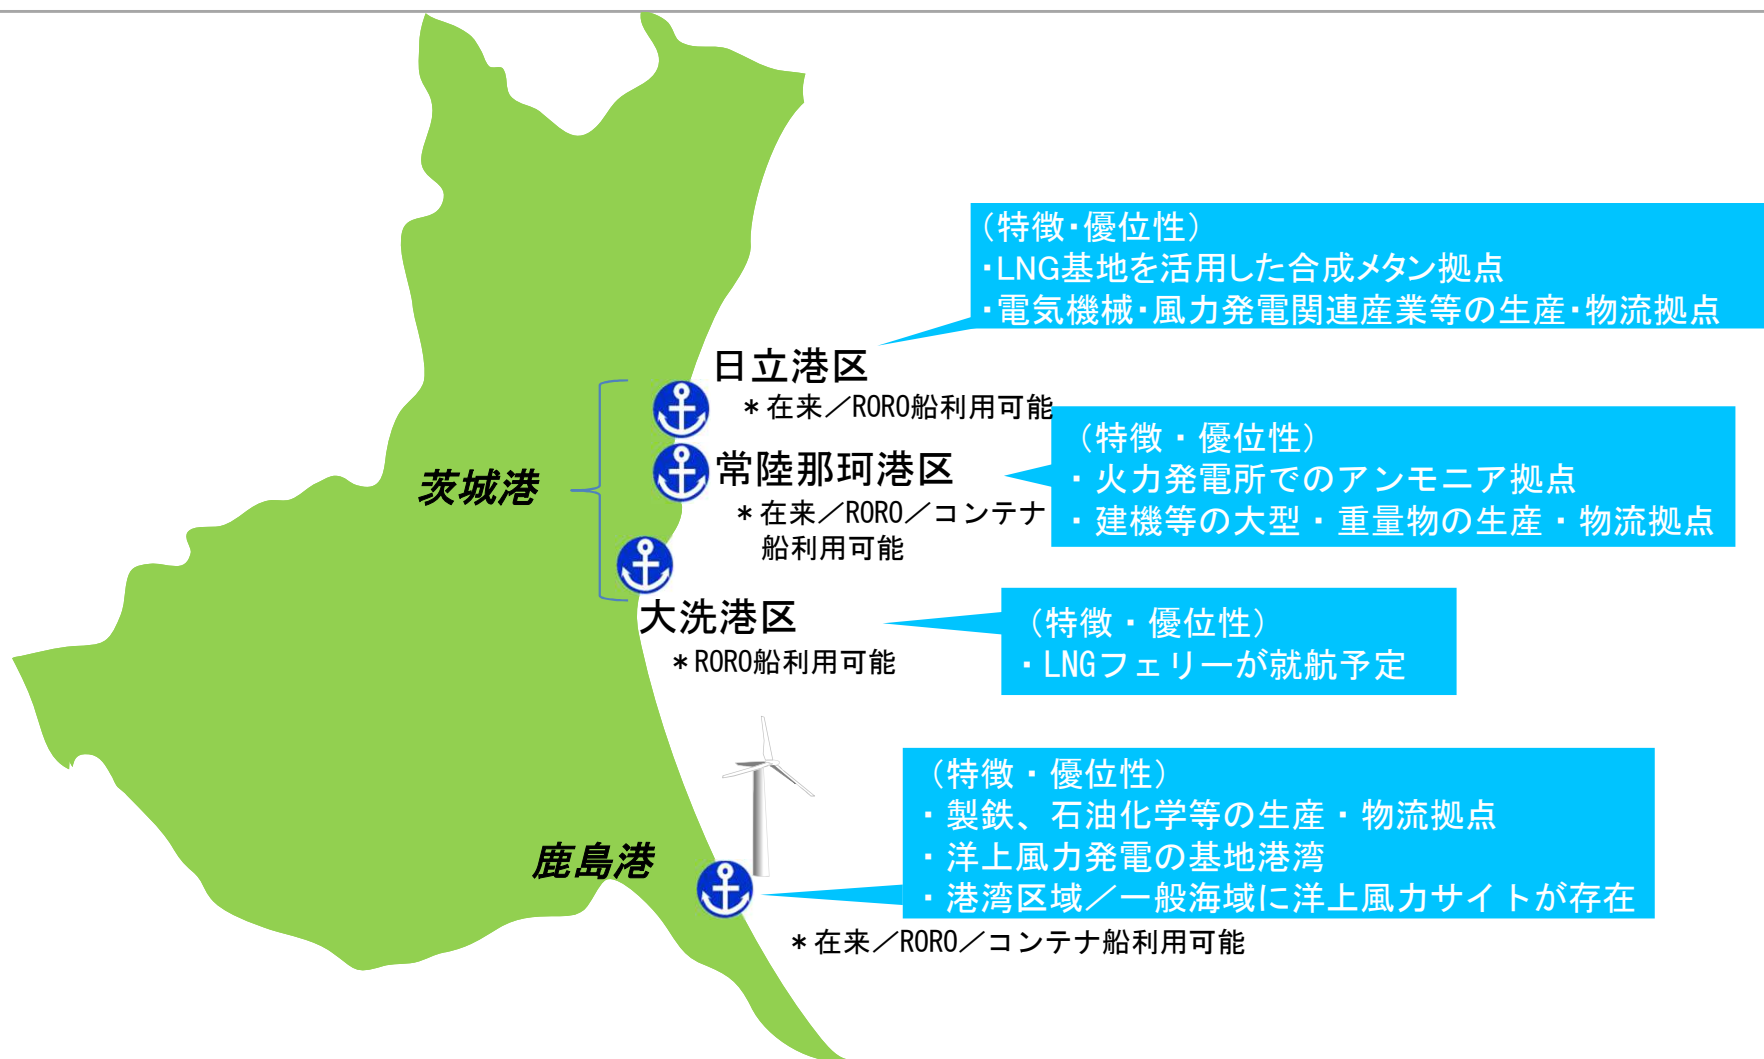 （特徴・優位性）
・LNG基地を活用した合成メタン拠点
・電気機械・風力発電関連産業等の生産・物流拠点
日立港区
＊在来／RORO船利用可能
（特徴・優位性）
・火力発電所でのアンモニア拠点
・建機等の大型・重量物の生産・物流拠点
常陸那珂港区
＊在来／RORO／コンテナ
船利用可能
茨城港
大洗港区
＊RORO船利用可能
（特徴・優位性）
・LNGフェリーが就航予定
（特徴・優位性）
・製鉄、石油化学等の生産・物流拠点
・洋上風力発電の基地港湾
・港湾区域／一般海域に洋上風力サイトが存在
鹿島港
＊在来／RORO／コンテナ船利用可能